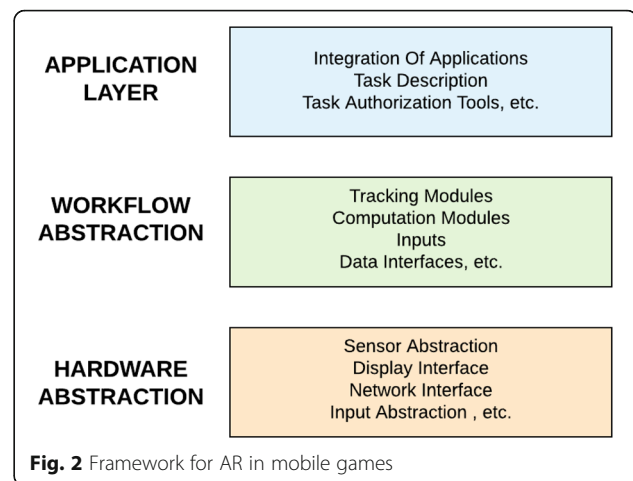 APPLICATION
LAYER
Integration Of Applications
Task Description
Task Authorization Tools, etc.
WORKFLOW
ABSTRACTION
Tracking Modules
Computation Modules
Inputs
Data Interfaces, etc.
HARDWARE
ABSTRACTION
Sensor Abstraction
Display Interface
Network Interface
Input Abstraction , etc.
Fig. 2 Framework for AR in mobile games